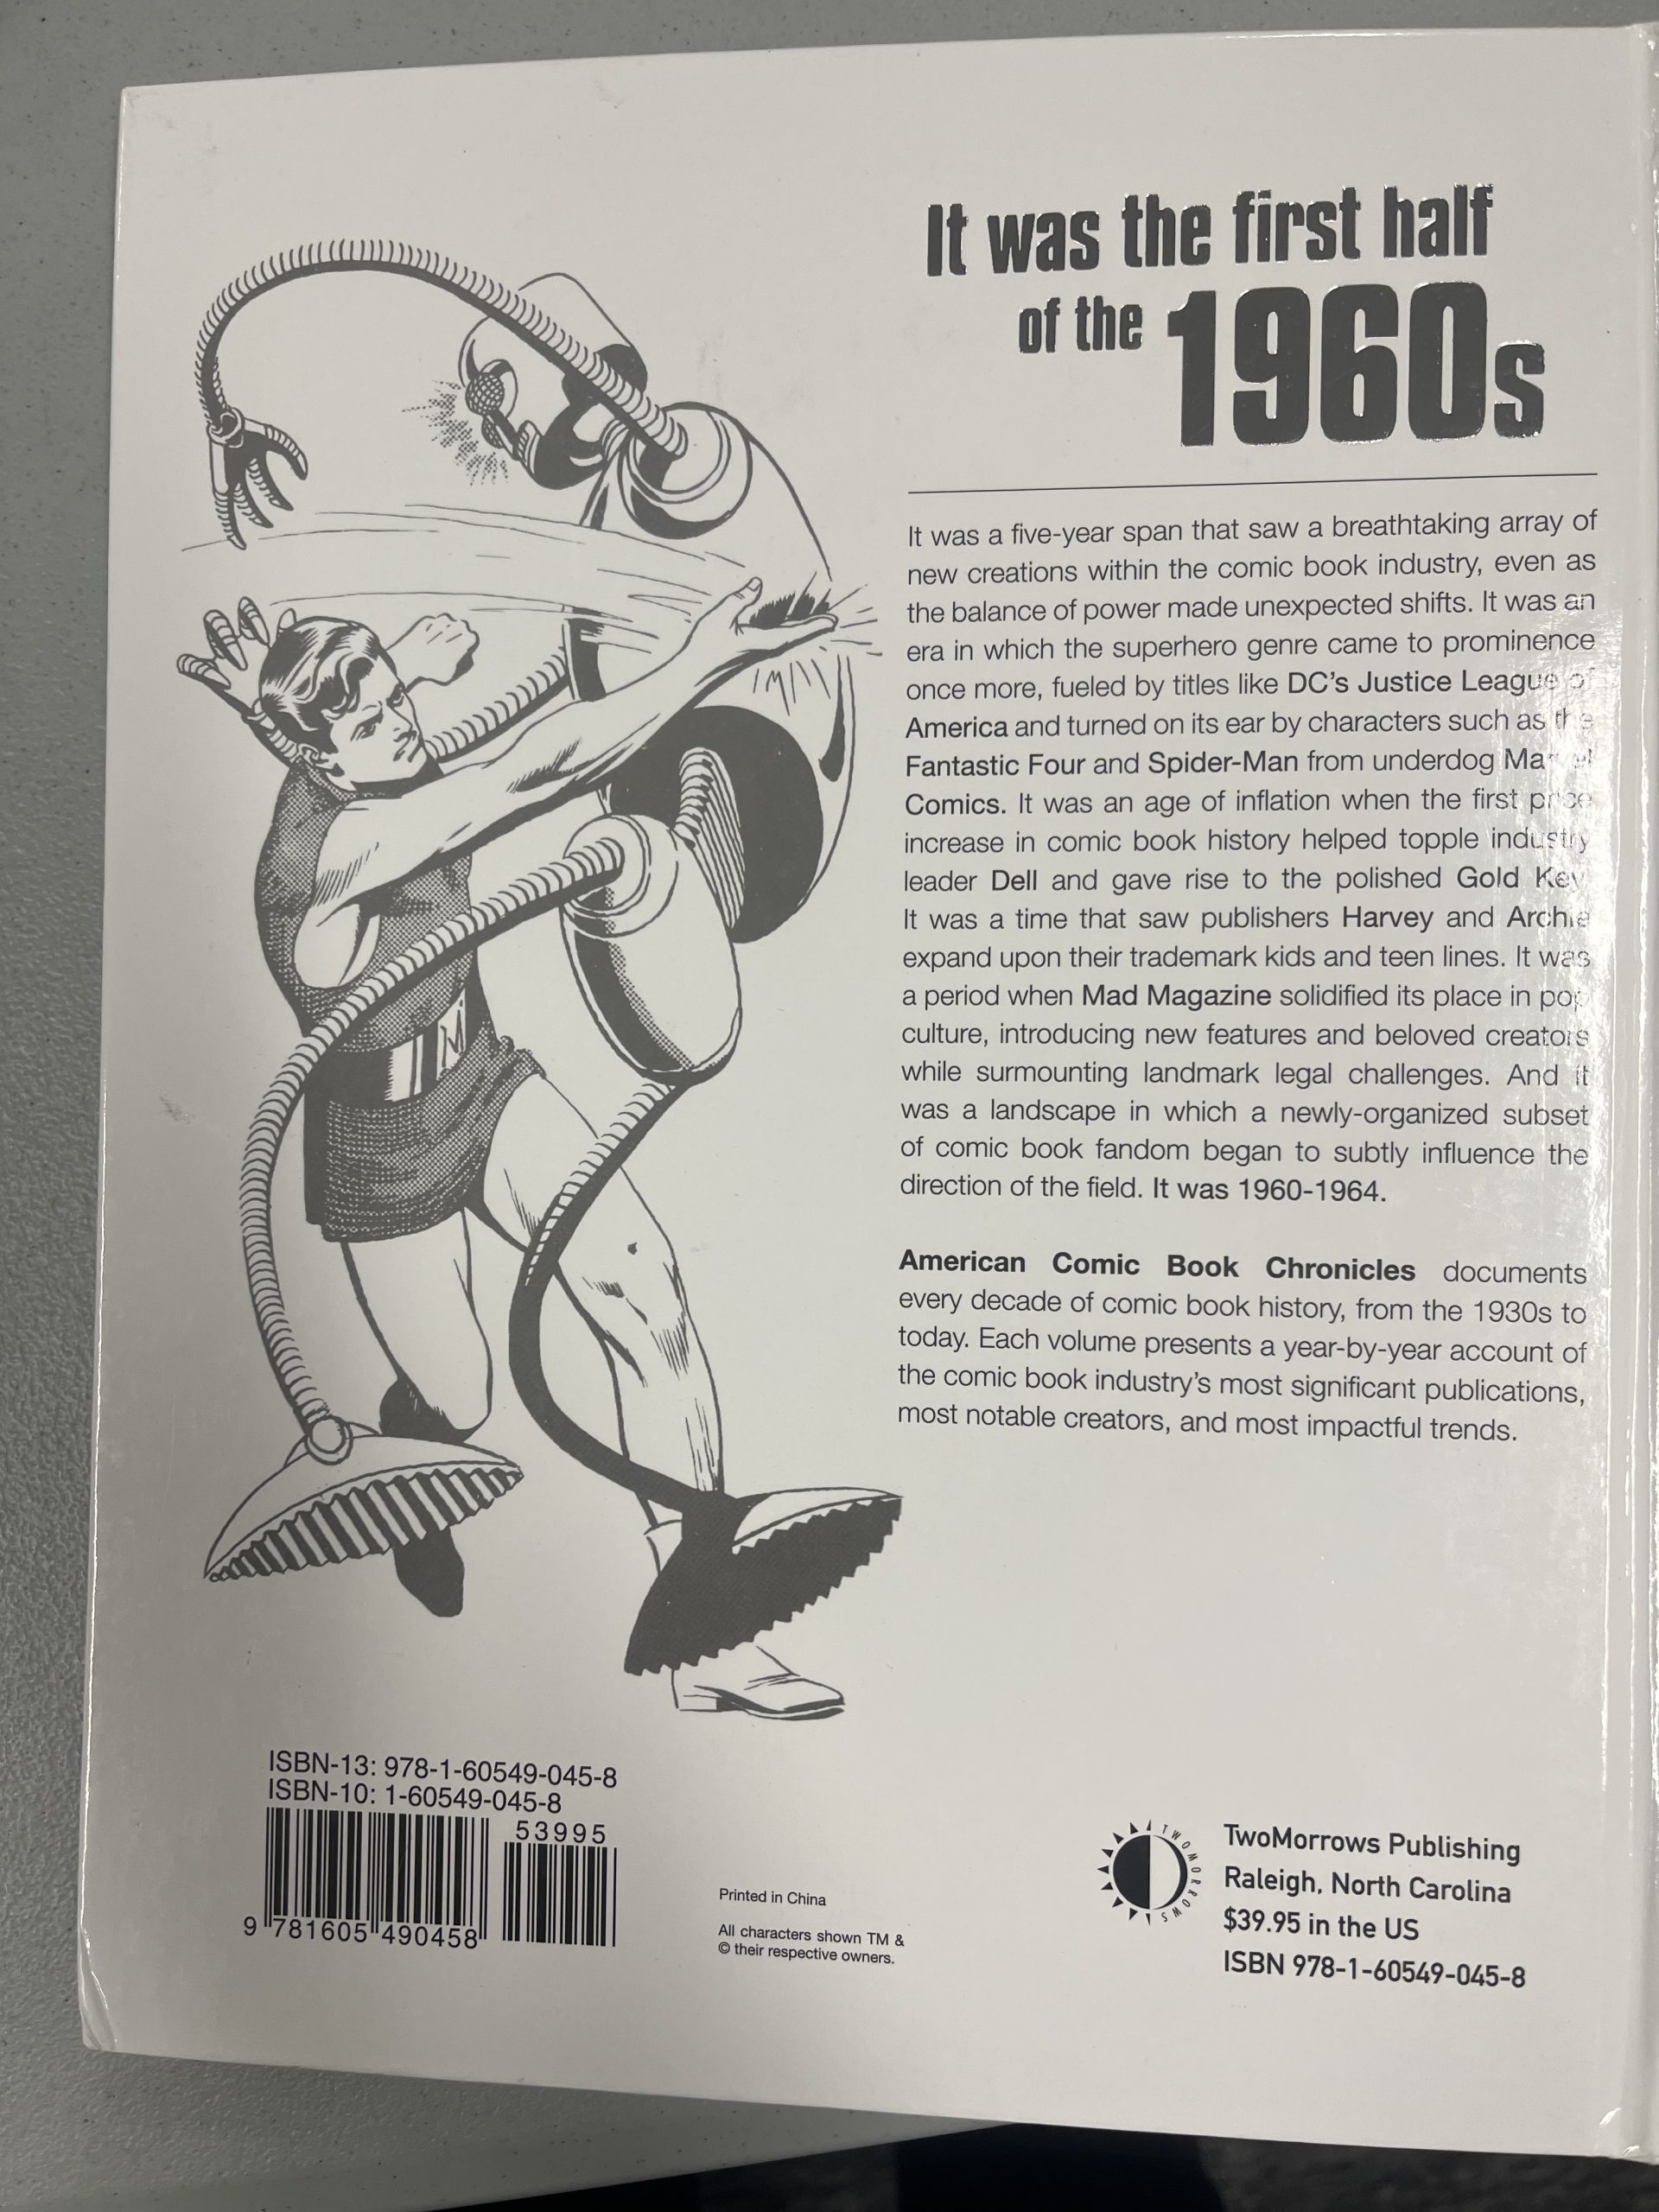 It was the first half
of the 1960s
It was a five-year span that saw a breathtaking array of
new creations within the comic book industry, even as
the balance of power made unexpected shifts. It was an
era in which the superhero genre came to prominence
once more, fueled by titles like DC's Justice League of
America and turned on its ear by characters such as the
Fantastic Four and Spider-Man from underdog Marvel
Comics. It was an age of inflation when the first price
increase in comic book history helped topple industry
leader Dell and gave rise to the polished Gold Key.
It was a time that saw publishers Harvey and Archie
expand upon their trademark kids and teen lines. It was
a period when Mad Magazine solidified its place in pop
culture, introducing new features and beloved creators
while surmounting landmark legal challenges. And it
was a landscape in which a newly-organized subset
of comic book fandom began to subtly influence the
direction of the field. It was 1960-1964.
American Comic Book Chronicles documents
every decade of comic book history, from the 1930s to
today. Each volume presents a year-by-year account of
the comic book industry's most significant publications,
most notable creators, and most impactful trends.
M
ISBN-13: 978-1-60549-045-8
ISBN-10: 1-60549-045-8
53995
9 781605 490458
Printed in China
All characters shown TM &
© their respective owners.
TWOMORROWS
TwoMorrows Publishing
Raleigh, North Carolina
$39.95 in the US
ISBN 978-1-60549-045-8